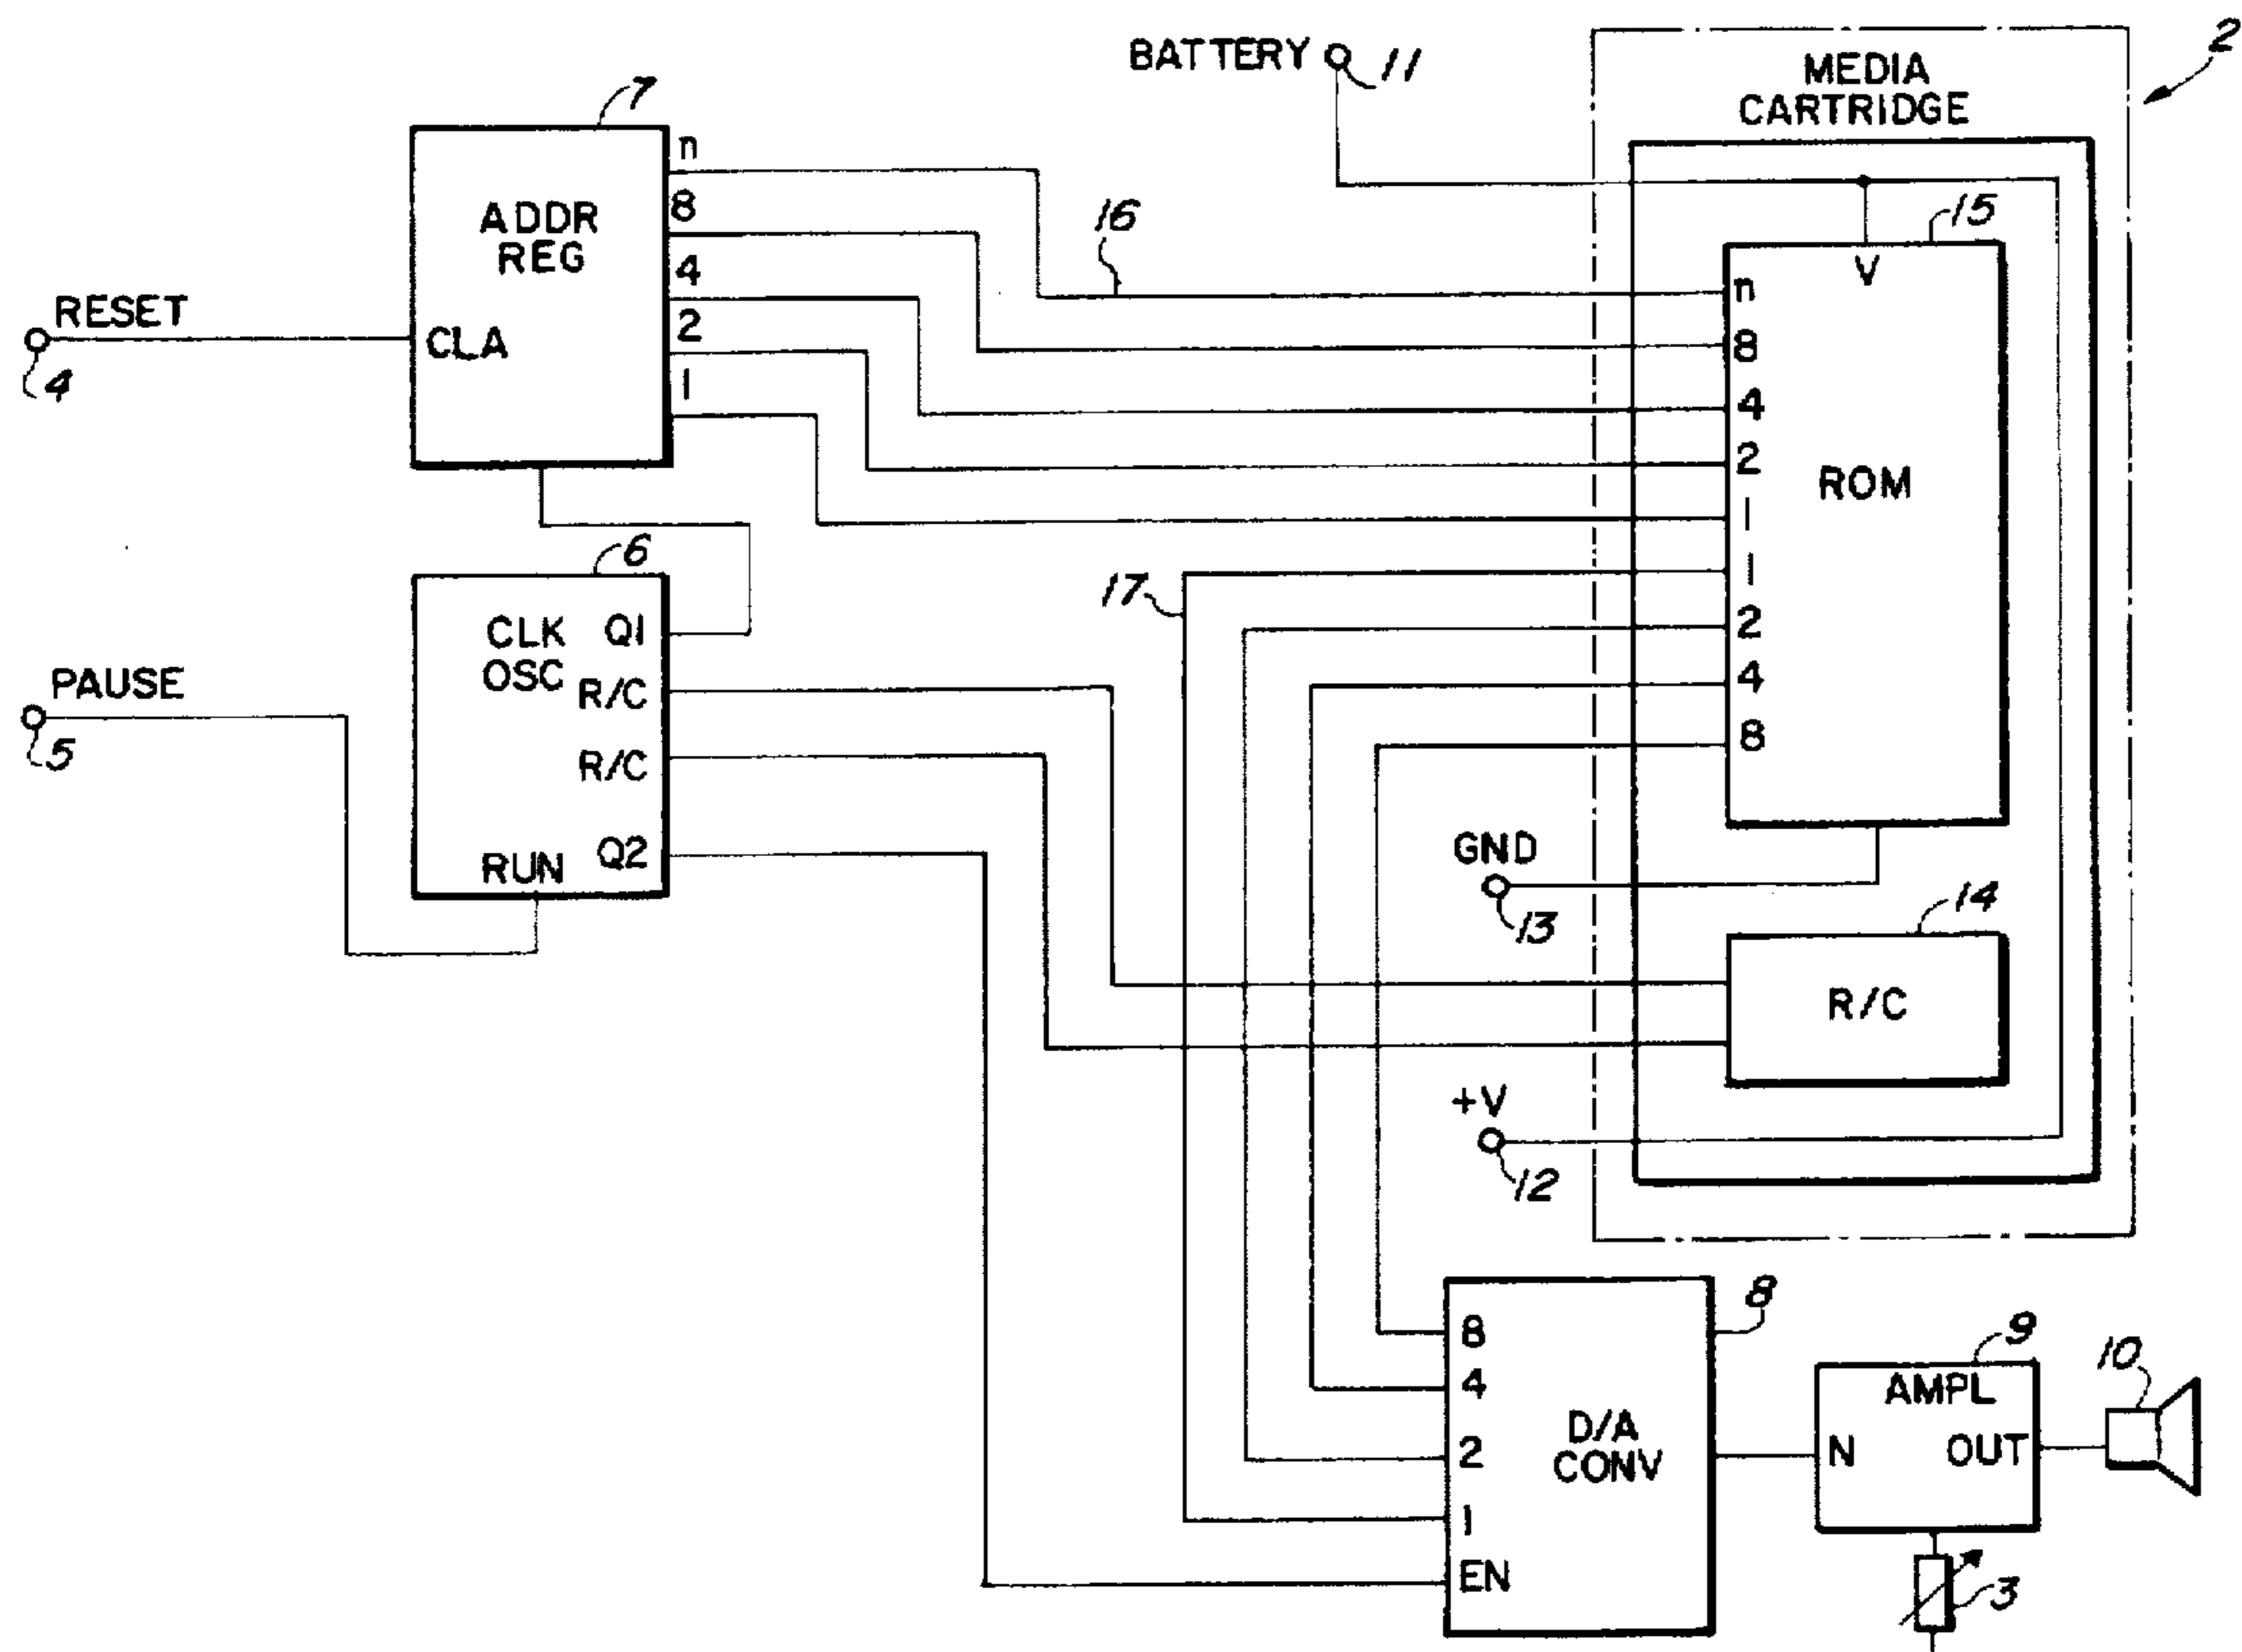 2
BATTERY 11
MEDIA
CARTRIDGE
7
n
8
4
2
1
ADDR
REG
CLA
RESET
4
16
15
V
n
8
4
2
1
1
2
4
8
ROM
17
6
CLK Q1
OSC
R/C
R/C
RUN Q2
PAUSE
5
GND
13
14
R/C
+V
12
8
8
4
2
1
EN
D/A
CONV
9
AMPL
N OUT
10
3